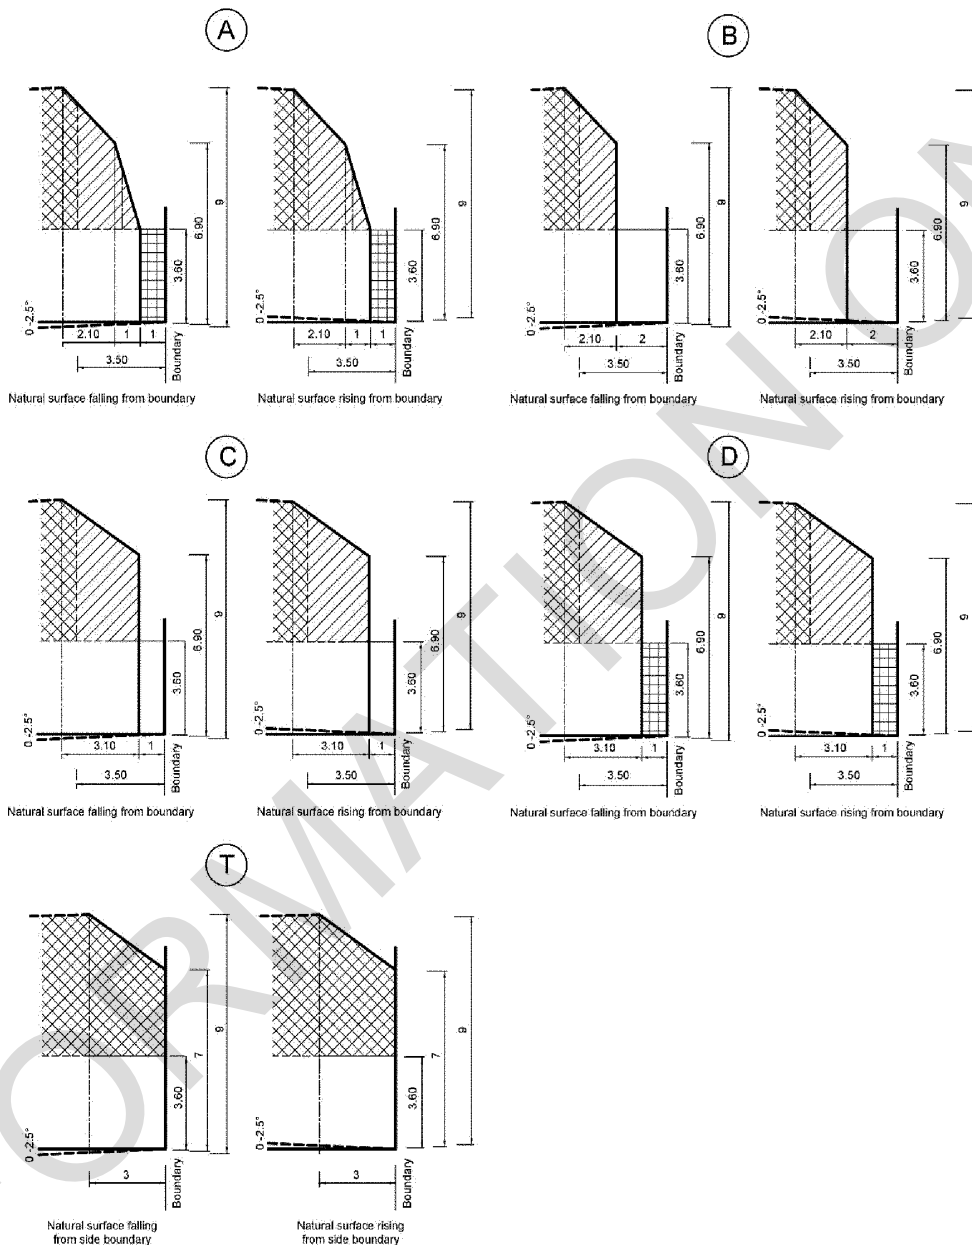 A
B
9
6.90
3.60
0 -2.5°
2.10 1 1
3.50
Boundary
Natural surface falling from boundary
9
6.90
3.60
0 -2.5°
2.10 1 1
3.50
Boundary
Natural surface rising from boundary
9
6.90
3.60
0 -2.5°
2.10 2
3.50
Boundary
Natural surface falling from boundary
9
6.90
3.60
0 -2.5°
2.10 2
3.50
Boundary
Natural surface rising from boundary
C
D
9
6.90
3.60
0 -2.5°
3.10 1
3.50
Boundary
Natural surface falling from boundary
9
6.90
3.60
0 -2.5°
3.10 1
3.50
Boundary
Natural surface rising from boundary
9
6.90
3.60
0 -2.5°
3.10 1
3.50
Boundary
Natural surface falling from boundary
9
6.90
3.60
0 -2.5°
3.10 1
3.50
Boundary
Natural surface rising from boundary
T
9
7
3.60
0 -2.5°
3
Boundary
Natural surface falling
from side boundary
9
7
3.60
0 -2.5°
3
Boundary
Natural surface rising
from side boundary
ORMATION ON